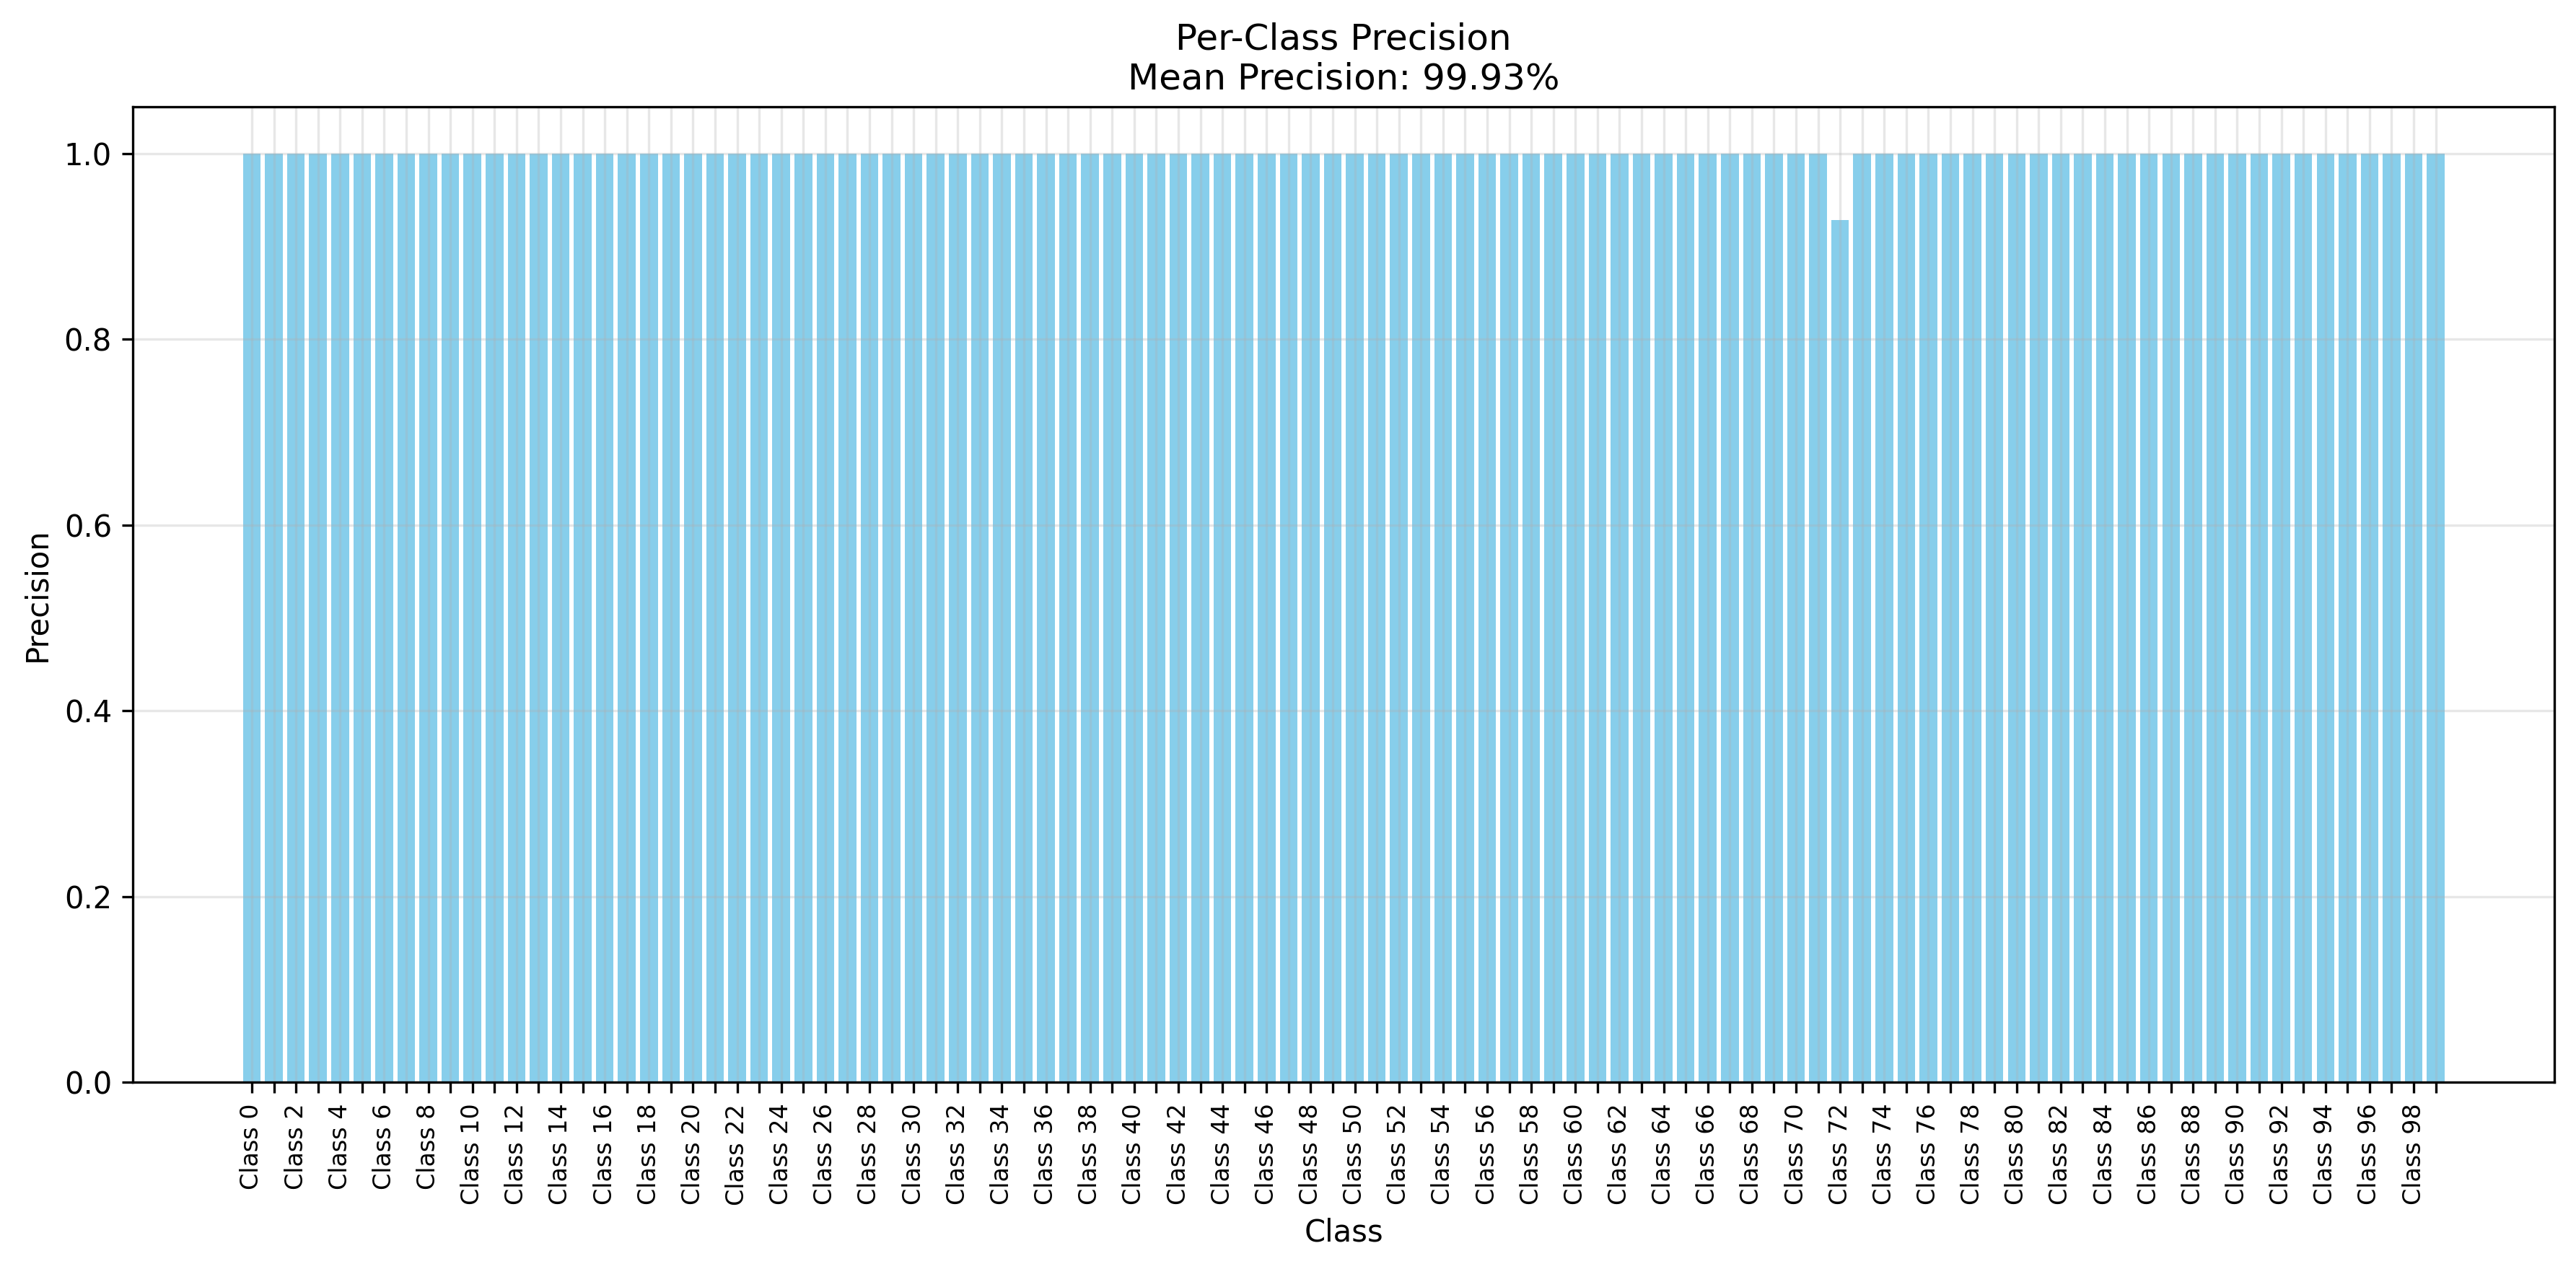 Per-Class Precision
Mean Precision: 99.93%
Precision
1.0
0.8
0.6
0.4
0.2
0.0
Class 0
Class 2
Class 4
Class 6
Class 8
Class 10
Class 12
Class 14
Class 16
Class 18
Class 20
Class 22
Class 24
Class 26
Class 28
Class 30
Class 32
Class 34
Class 36
Class 38
Class 40
Class 42
Class 44
Class 46
Class 48
Class 50
Class 52
Class 54
Class 56
Class 58
Class 60
Class 62
Class 64
Class 66
Class 68
Class 70
Class 72
Class 74
Class 76
Class 78
Class 80
Class 82
Class 84
Class 86
Class 88
Class 90
Class 92
Class 94
Class 96
Class 98
Class